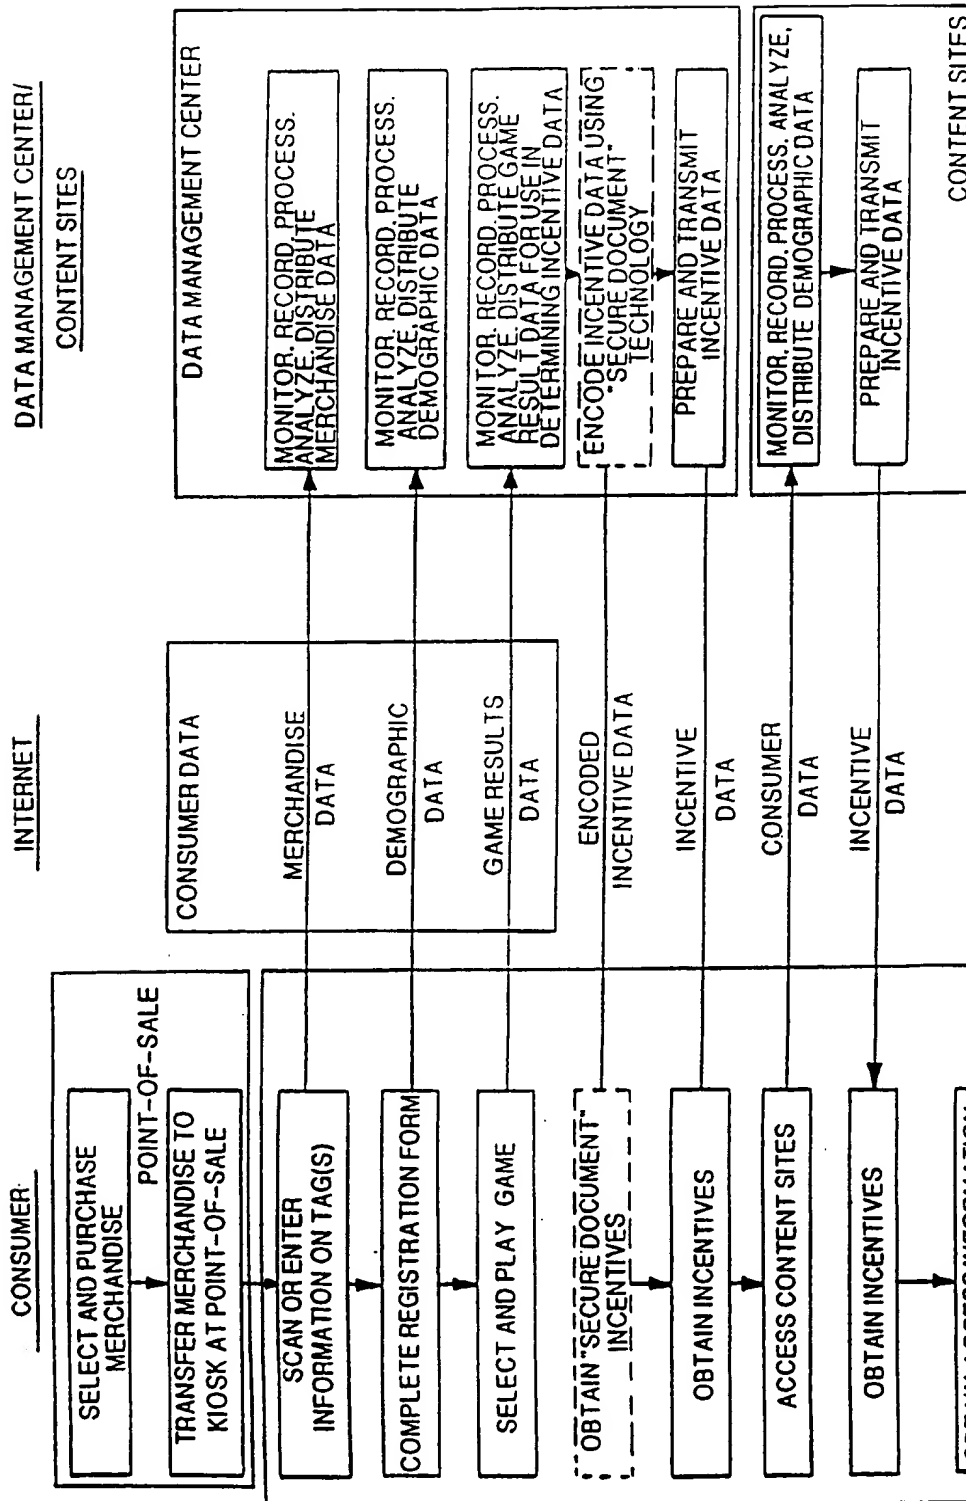 CONSUMER
INTERNET
DATA MANAGEMENT CENTER/
CONTENT SITES
SELECT AND PURCHASE
MERCHANDISE
POINT-OF-SALE
TRANSFER MERCHANDISE TO
KIOSK AT POINT-OF-SALE
SCAN OR ENTER
INFORMATION ON TAG(S)
COMPLETE REGISTRATION FORM
SELECT AND PLAY GAME
OBTAIN "SECURE DOCUMENT"
INCENTIVES
OBTAIN INCENTIVES
ACCESS CONTENT SITES
OBTAIN INCENTIVES
CONSUMER DATA
MERCHANDISE
DATA
DEMOGRAPHIC
DATA
GAME RESULTS
DATA
ENCODED
INCENTIVE DATA
INCENTIVE
DATA
CONSUMER
DATA
INCENTIVE
DATA
DATA MANAGEMENT CENTER
MONITOR, RECORD, PROCESS,
ANALYZE, DISTRIBUTE
MERCHANDISE DATA
MONITOR, RECORD, PROCESS,
ANALYZE, DISTRIBUTE
DEMOGRAPHIC DATA
MONITOR, RECORD, PROCESS,
ANALYZE, DISTRIBUTE GAME
RESULT DATA FOR USE IN
DETERMINING INCENTIVE DATA
ENCODE INCENTIVE DATA USING
"SECURE DOCUMENT"
TECHNOLOGY
PREPARE AND TRANSMIT
INCENTIVE DATA
MONITOR, RECORD, PROCESS, ANALYZE,
DISTRIBUTE DEMOGRAPHIC DATA
PREPARE AND TRANSMIT
INCENTIVE DATA
CONTENT SITES